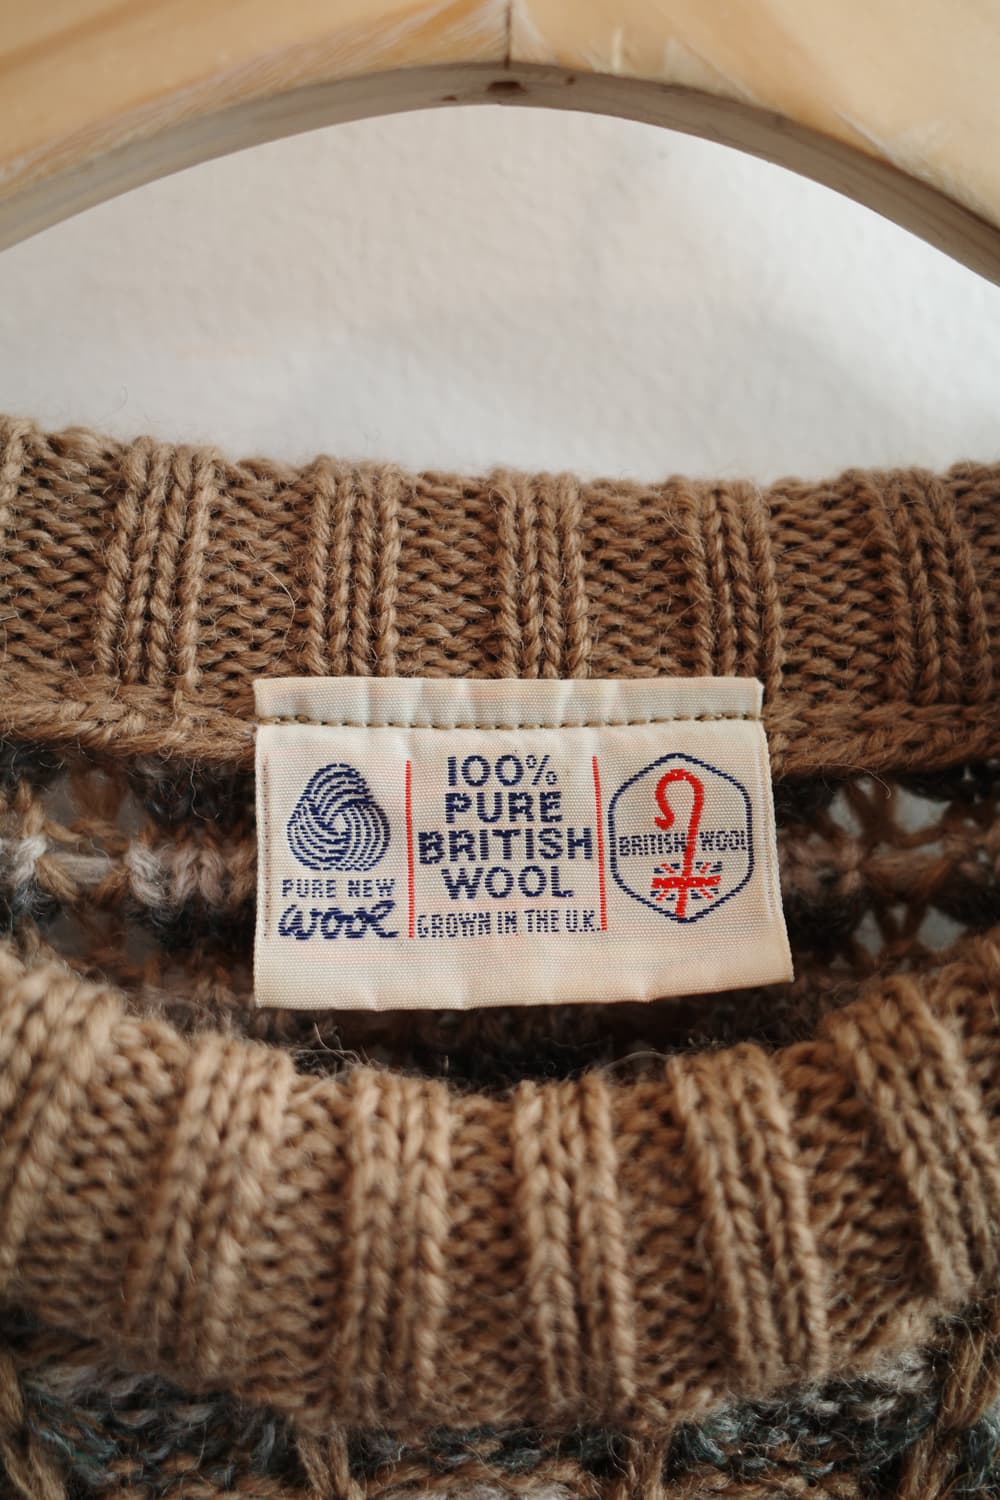 PURE NEW
wool
100%
PURE
BRITISH
WOOL
GROWN IN THE U.K.
BRITISH WOOL